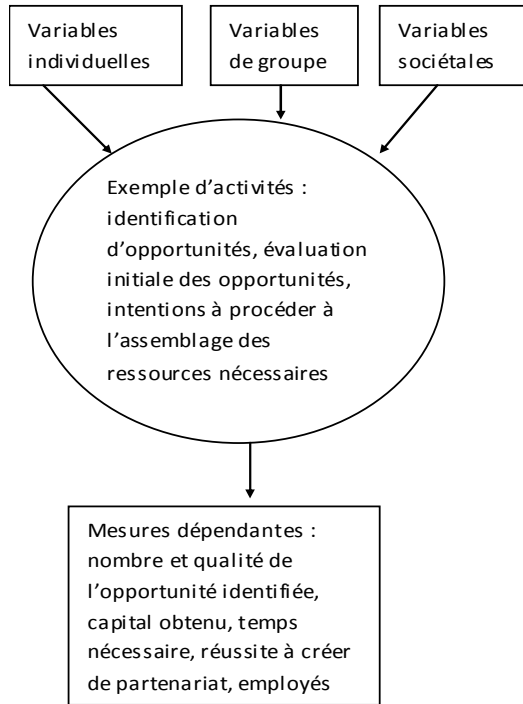 Variables
individuelles
Variables
de groupe
Variables
sociétales
Exemple d’activités :
identification
d’opportunités, évaluation
initiale des opportunités,
intentions à procéder à
l’assemblage des
ressources nécessaires
Mesures dépendantes :
nombre et qualité de
l’opportunité identifiée,
capital obtenu, temps
nécessaire, réussite à créer
de partenariat, employés